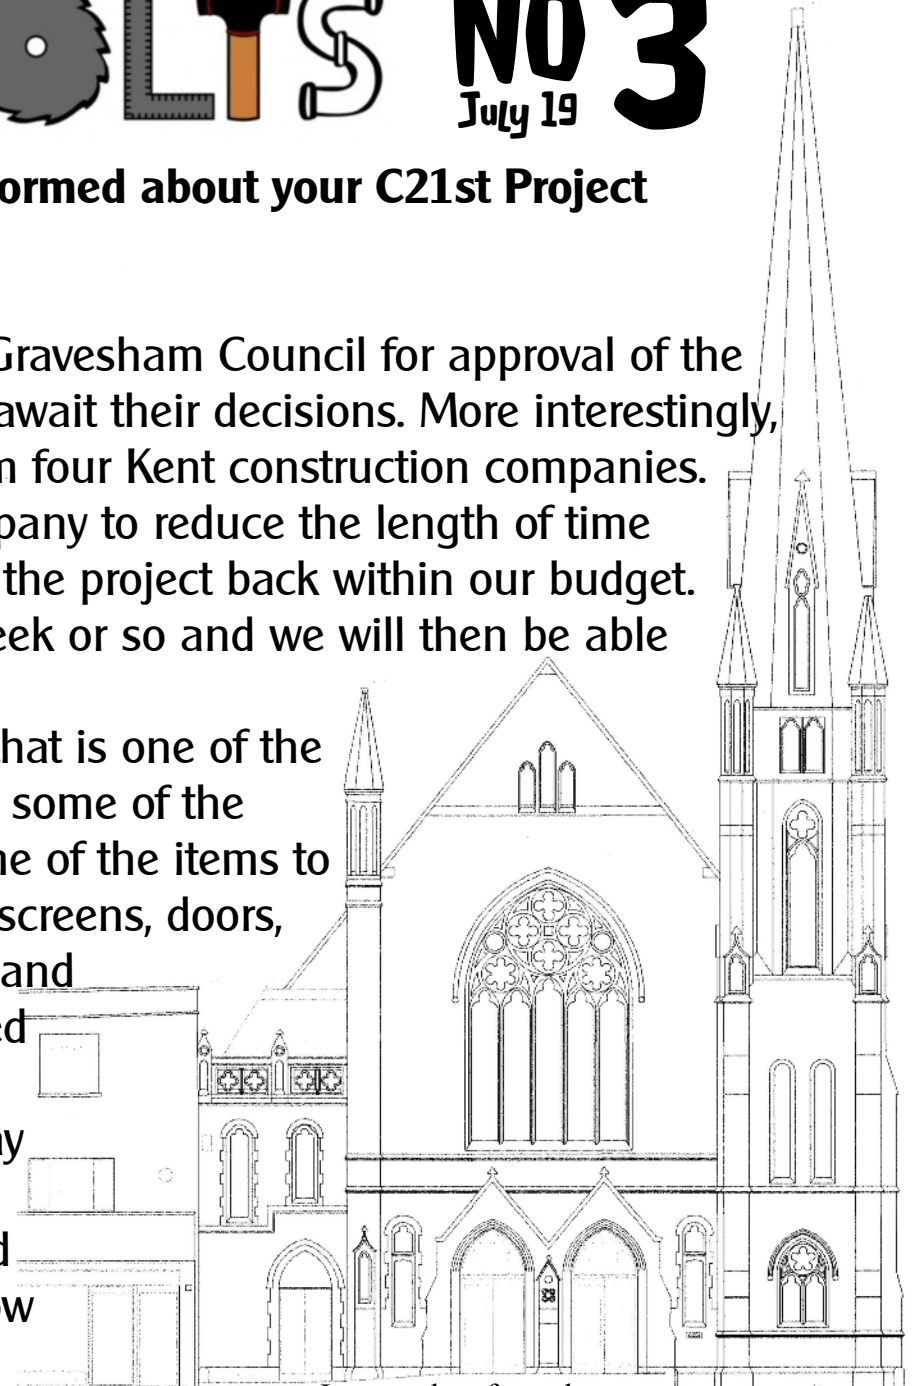 OLTS
No 3
July 19
ormed about your C21st Project
Gravesham Council for approval of the
await their decisions. More interestingly,
four Kent construction companies.
pany to reduce the length of time
the project back within our budget.
eek or so and we will then be able
hat is one of the
some of the
e of the items to
screens, doors,
and
ed
ay
d
ow